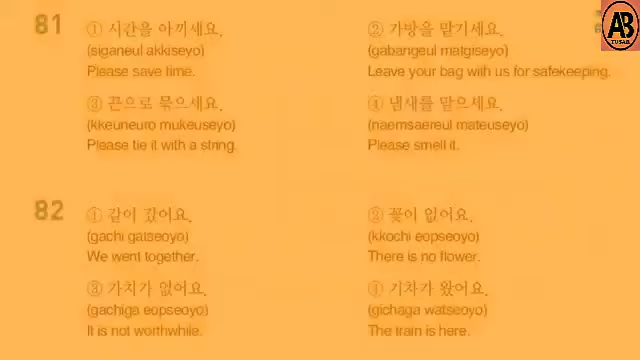 81
① 시간을 아끼세요.
(siganeul akkiseyo)
Please save time.
② 가방을 맡기세요.
(gabangeul matgiseyo)
Leave your bag with us for safekeeping.
③ 끈으로 묶으세요.
(kkeuneuro mukeuseyo)
Please tie it with a string.
④ 냄새를 맡으세요.
(naemsaereul mateuseyo)
Please smell it.
82
① 같이 갔어요.
(gachi gatseoyo)
We went together.
② 꽃이 없어요.
(kkochi eopseoyo)
There is no flower.
③ 가치가 없어요.
(gachiga eopseoyo)
It is not worthwhile.
④ 기차가 왔어요.
(gichaga watseoyo)
The train is here.
AB